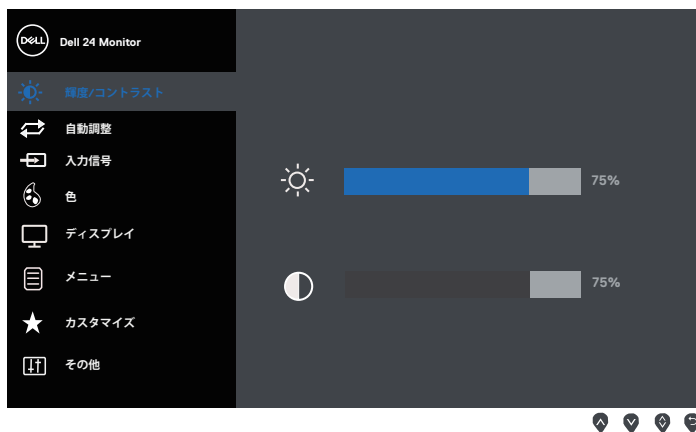 DELL
Dell 24 Monitor
輝度/コントラスト
自動調整
入力信号
色
ディスプレイ
メニュー
カスタマイズ
その他
75%
75%